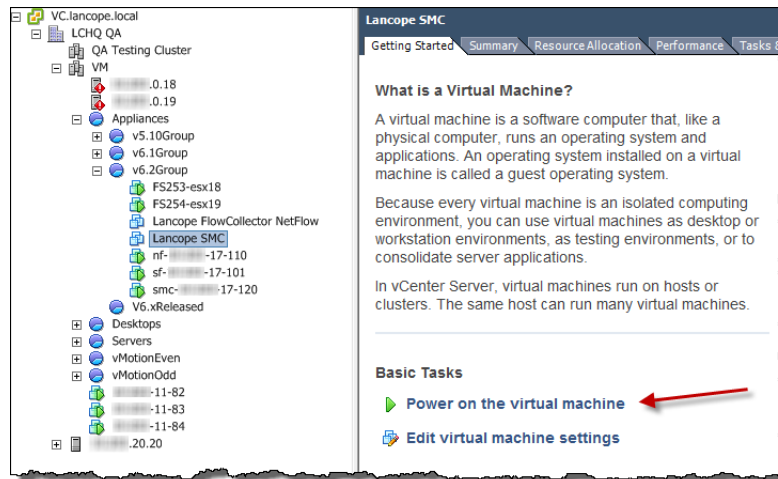 VC.lancope.local
LCHQ QA
QA Testing Cluster
VM
.0.18
.0.19
Appliances
v5.10Group
v6.1Group
v6.2Group
FS253-esx18
FS254-esx19
Lancope FlowCollector NetFlow
Lancope SMC
nf- -17-110
sf- -17-101
smc- -17-120
V6.xReleased
Desktops
Servers
vMotionEven
vMotionOdd
-11-82
-11-83
-11-84
.20.20
Lancope SMC
Getting Started Summary Resource Allocation Performance Tasks &
What is a Virtual Machine?
A virtual machine is a software computer that, like a
physical computer, runs an operating system and
applications. An operating system installed on a virtual
machine is called a guest operating system.
Because every virtual machine is an isolated computing
environment, you can use virtual machines as desktop or
workstation environments, as testing environments, or to
consolidate server applications.
In vCenter Server, virtual machines run on hosts or
clusters. The same host can run many virtual machines.
Basic Tasks
Power on the virtual machine
Edit virtual machine settings